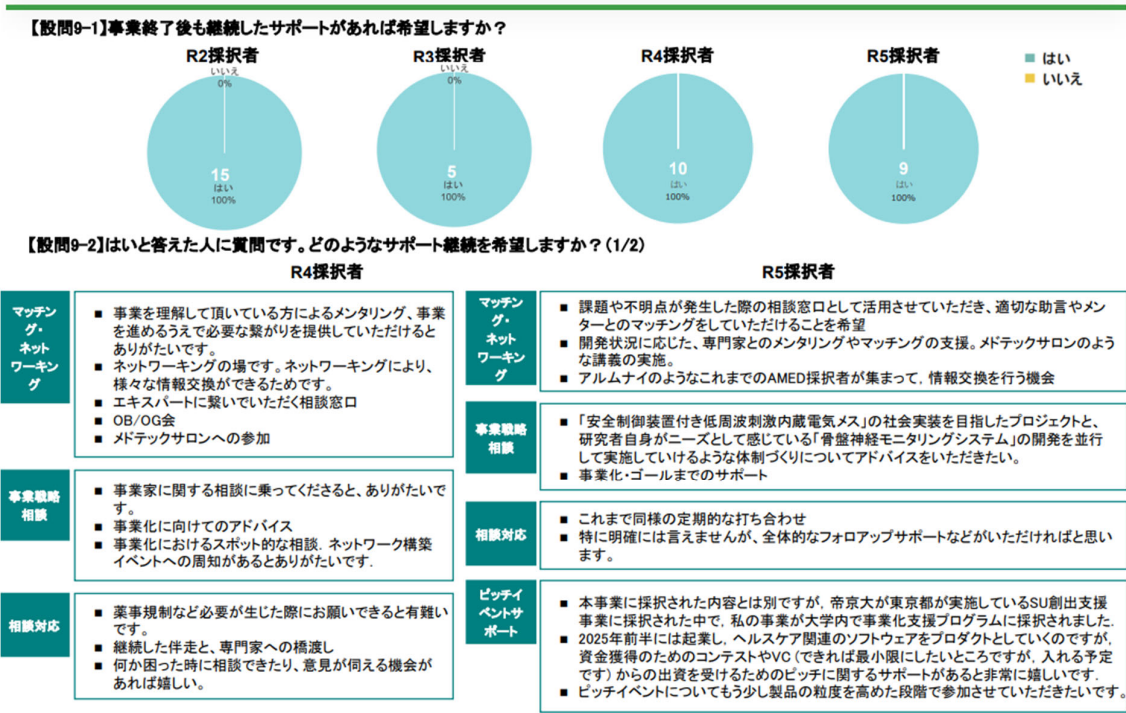 【設問9-1】事業終了後も継続したサポートがあれば希望しますか？
R2採択者
いいえ
0%
15
はい
100%
R3採択者
いいえ
0%
5
はい
100%
R4採択者
10
はい
100%
R5採択者
9
はい
100%
はい
いいえ
【設問9-2】はいと答えた人に質問です。どのようなサポート継続を希望しますか？（1/2）
R4採択者
マッチン
グ・
ネット
ワーキン
グ
■ 事業を理解して頂いている方によるメンタリング、事業
を進めるうえで必要な繋がりを提供していただけると
ありがたいです。
■ ネットワーキングの場です。ネットワーキングにより、
様々な情報交換ができるためです。
■ エキスパートに繋いでいただく相談窓口
■ OB/OG会
■ メドテックサロンへの参加
事業戦略
相談
■ 事業家に関する相談に乗ってくださると、ありがたいで
す。
■ 事業化に向けてのアドバイス
■ 事業化におけるスポット的な相談．ネットワーク構築
イベントへの周知があるとありがたいです．
相談対応
■ 薬事規制など必要が生じた際にお願いできると有難い
です。
■ 継続した伴走と、専門家への橋渡し
■ 何か困った時に相談できたり、意見が伺える機会が
あれば嬉しい。
R5採択者
マッチン
グ・
ネット
ワーキン
グ
■ 課題や不明点が発生した際の相談窓口として活用させていただき、適切な助言やメン
ターとのマッチングをしていただけることを希望
■ 開発状況に応じた、専門家とのメンタリングやマッチングの支援。メドテックサロンのよう
な講義の実施。
■ アルムナイのようなこれまでのAMED採択者が集まって，情報交換を行う機会
事業戦略
相談
■ 「安全制御装置付き低周波刺激内蔵電気メス」の社会実装を目指したプロジェクトと、
研究者自身がニーズとして感じている「骨盤神経モニタリングシステム」の開発を並行
して実施していけるような体制づくりについてアドバイスをいただきたい。
■ 事業化・ゴールまでのサポート
相談対応
■ これまで同様の定期的な打ち合わせ
■ 特に明確には言えませんが、全体的なフォロアップサポートなどがいただければと思い
ます。
ピッチイ
ベントサ
ポート
■ 本事業に採択された内容とは別ですが，帝京大が東京都が実施しているSU創出支援
事業に採択された中で，私の事業が大学内で事業化支援プログラムに採択されました．
■ 2025年前半には起業し，ヘルスケア関連のソフトウェアをプロダクトとしていくのですが，
資金獲得のためのコンテストやVC（できれば最小限にしたいところですが，入れる予定
です）からの出資を受けるためのピッチに関するサポートがあると非常に嬉しいです．
■ ピッチイベントについてもう少し製品の粒度を高めた段階で参加させていただきたいです。